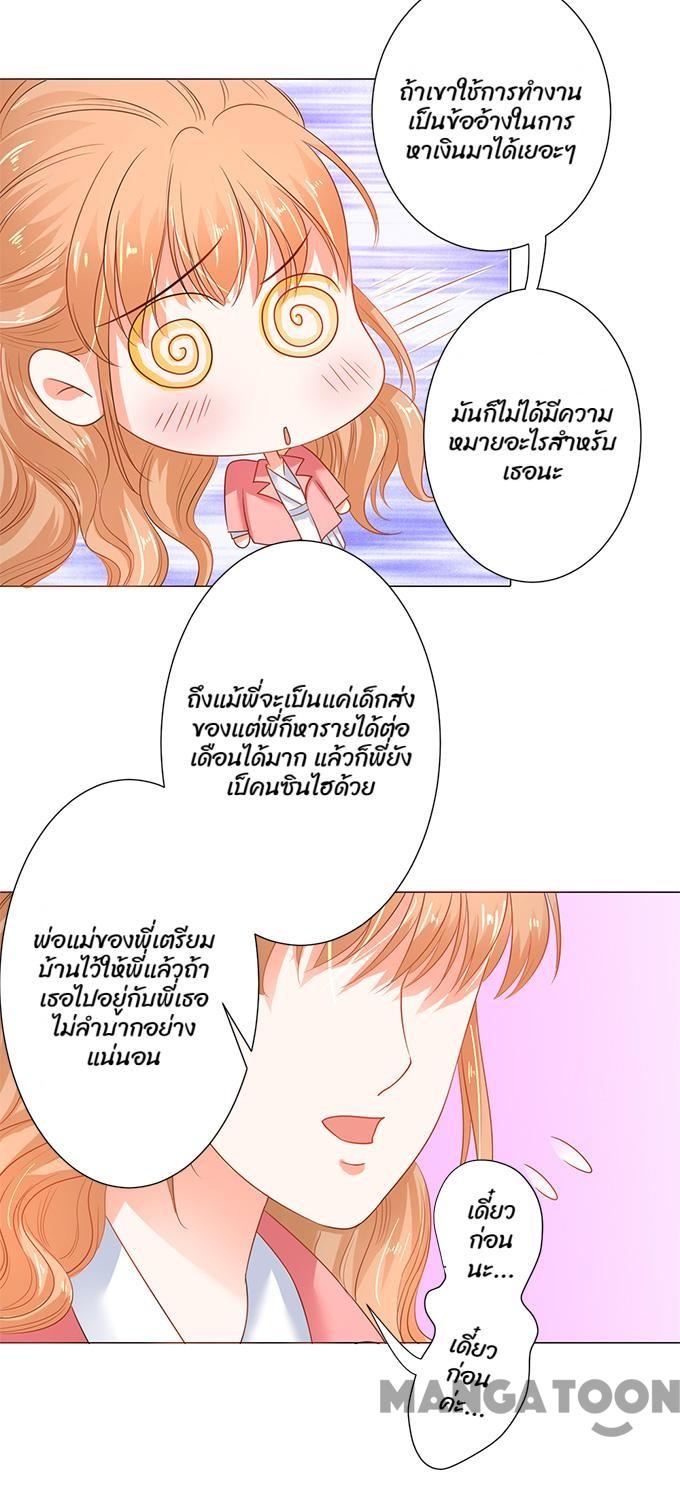 ถ้าเขาใช้การทำงาน
เป็นข้ออ้างในการ
หาเงินมาได้เยอะๆ
มันก็ไม่ได้มีความ
หมายอะไรสำหรับ
เธอนะ
ถึงแม้พี่จะเป็นแค่เด็กส่ง
ของแต่พี่ก็หารายได้ต่อ
เดือนได้มาก แล้วก็พี่ยัง
เป็คนซินไฮด้วย
พ่อแม่ของพี่เตรียม
บ้านไว้ให้พี่แล้วถ้า
เธอไปอยู่กับพี่เธอ
ไม่ลำบากอย่าง
แน่นอน
เดี๋ยว
ก่อน
นะ...
เดี๋ยว
ก่อน
ค่ะ...
MANGATOON